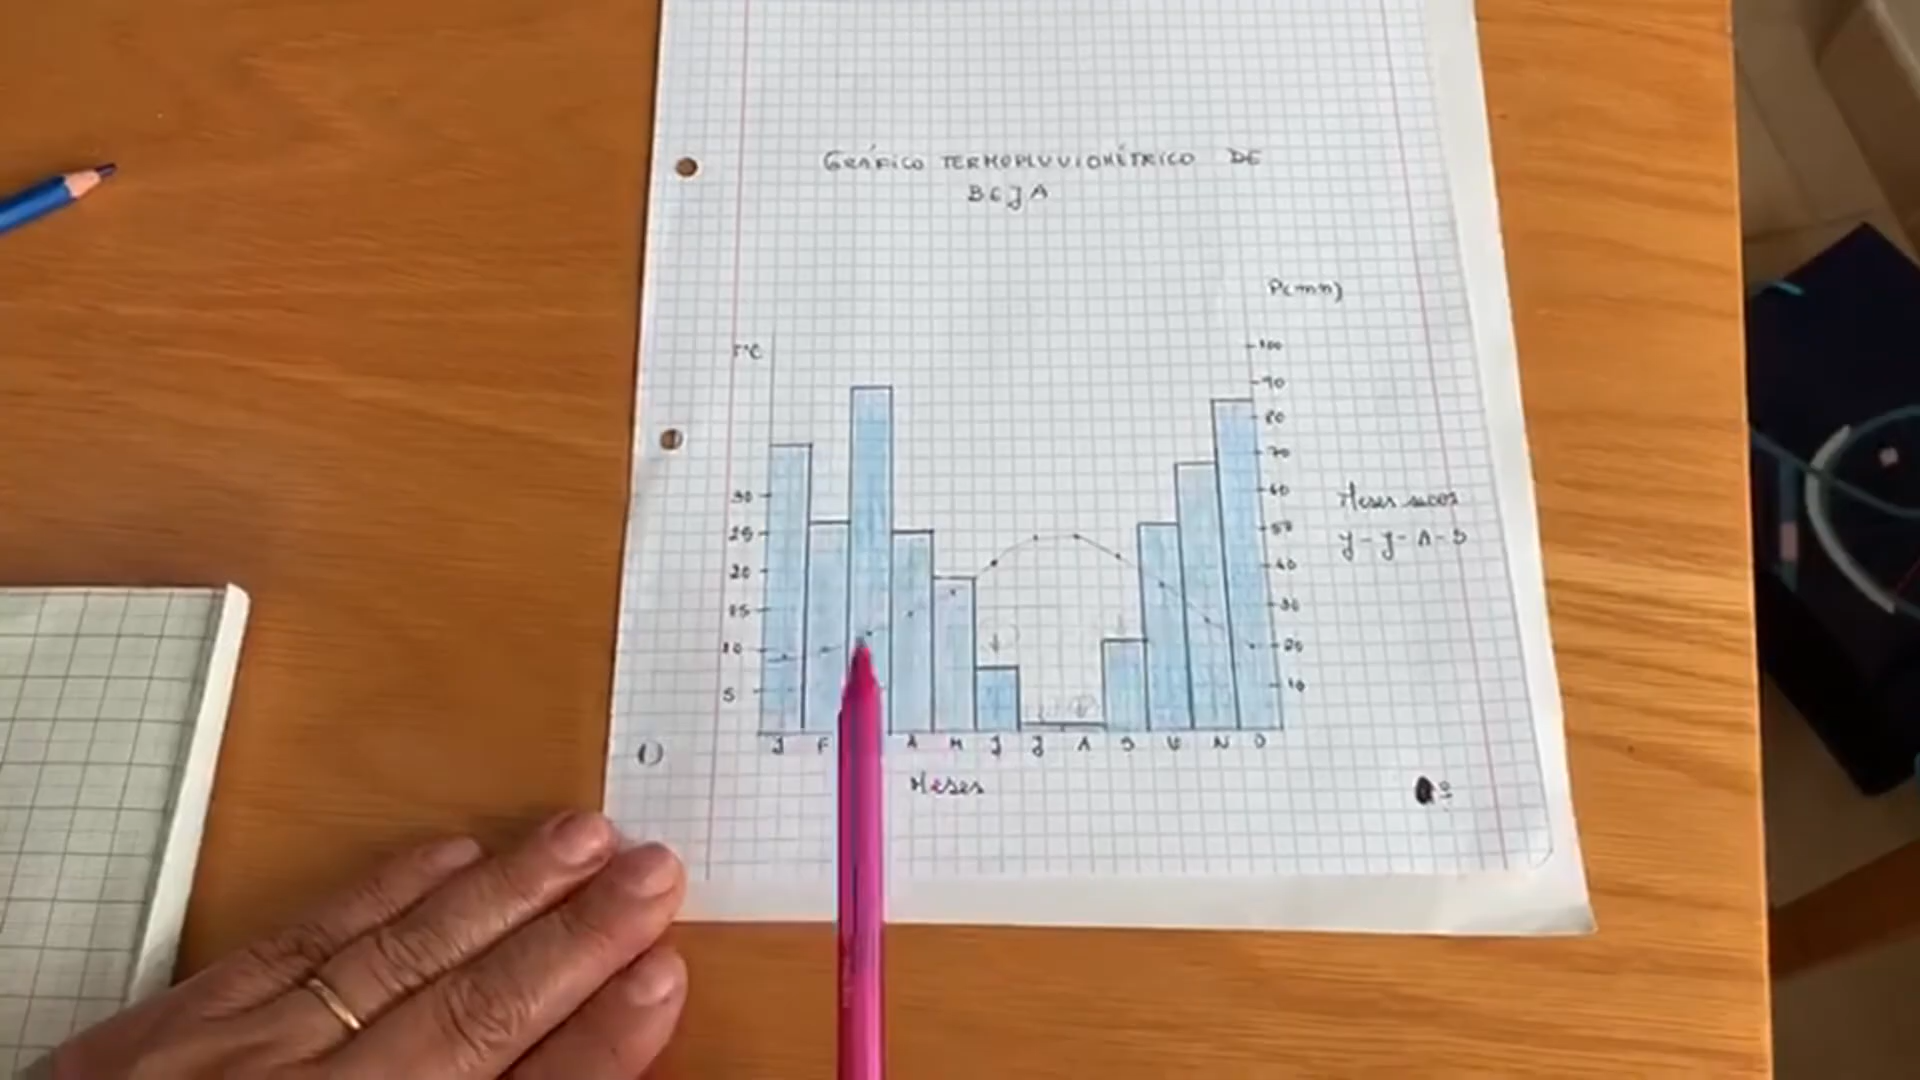 GRÁFICO TERMOPLUVIOMÉTRICO DE
BEJA
P(mm)
T°C
100
90
80
70
60
50
40
30
20
10
30
25
20
15
10
5
Meses secos
J-J-A-S
J F A M J J A S O N D
Meses